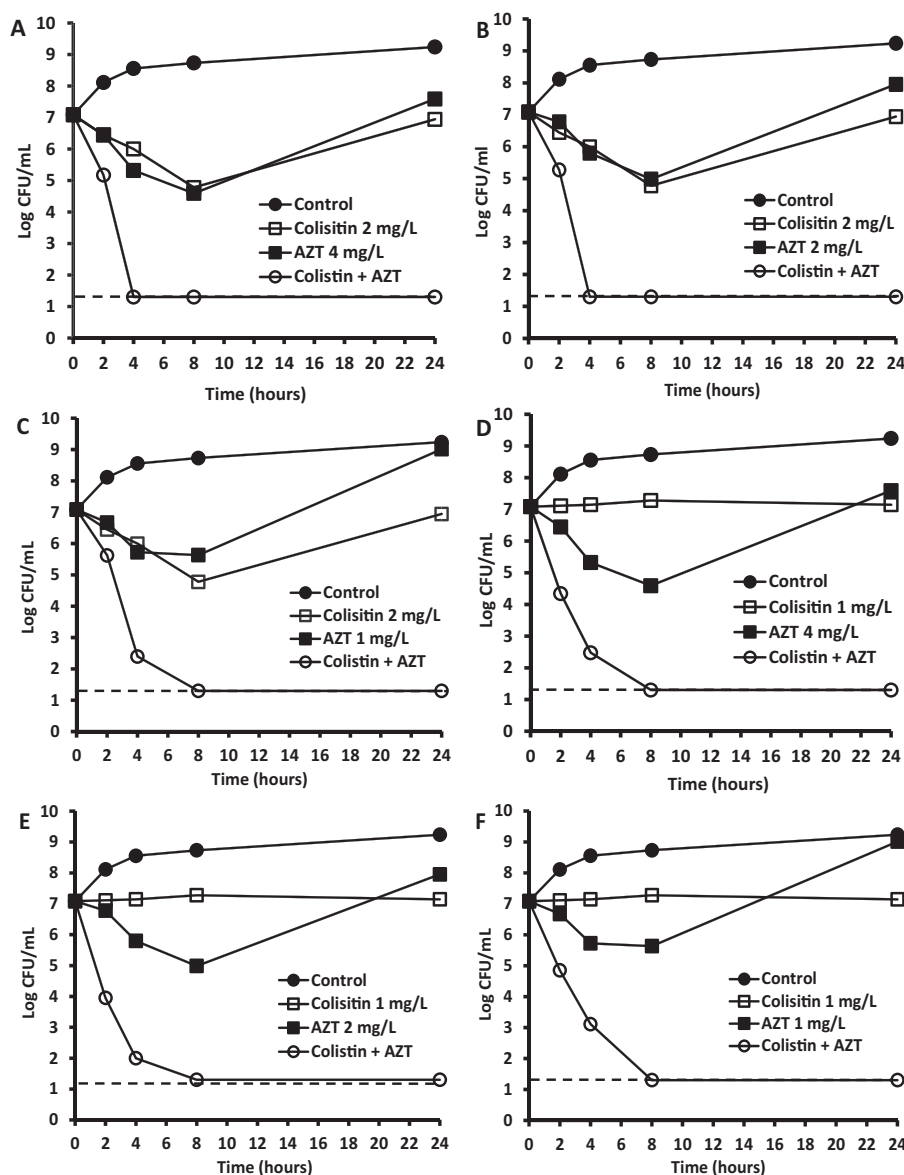 A
10
9
8
7
6
5
4
3
2
1
0
Log CFU/mL
Control
Colisitin 2 mg/L
AZT 4 mg/L
Colistin + AZT
0 2 4 6 8 10 12 14 16 18 20 22 24
Time (hours)
B
10
9
8
7
6
5
4
3
2
1
0
Log CFU/ml
Control
Colisitin 2 mg/L
AZT 2 mg/L
Colistin + AZT
0 2 4 6 8 10 12 14 16 18 20 22 24
Time (hours)
C
10
9
8
7
6
5
4
3
2
1
0
Log CFU/mL
Control
Colisitin 2 mg/L
AZT 1 mg/L
Colistin + AZT
0 2 4 6 8 10 12 14 16 18 20 22 24
Time (hours)
D
10
9
8
7
6
5
4
3
2
1
0
Log CFU/mL
Control
Colisitin 1 mg/L
AZT 4 mg/L
Colistin + AZT
0 2 4 6 8 10 12 14 16 18 20 22 24
Time (hours)
E
10
9
8
7
6
5
4
3
2
1
0
Log CFU/mL
Control
Colisitin 1 mg/L
AZT 2 mg/L
Colistin + AZT
0 2 4 6 8 10 12 14 16 18 20 22 24
Time (hours)
F
10
9
8
7
6
5
4
3
2
1
0
Log CFU/mL
Control
Colisitin 1 mg/L
AZT 1 mg/L
Colistin + AZT
0 2 4 6 8 10 12 14 16 18 20 22 24
Time (hours)